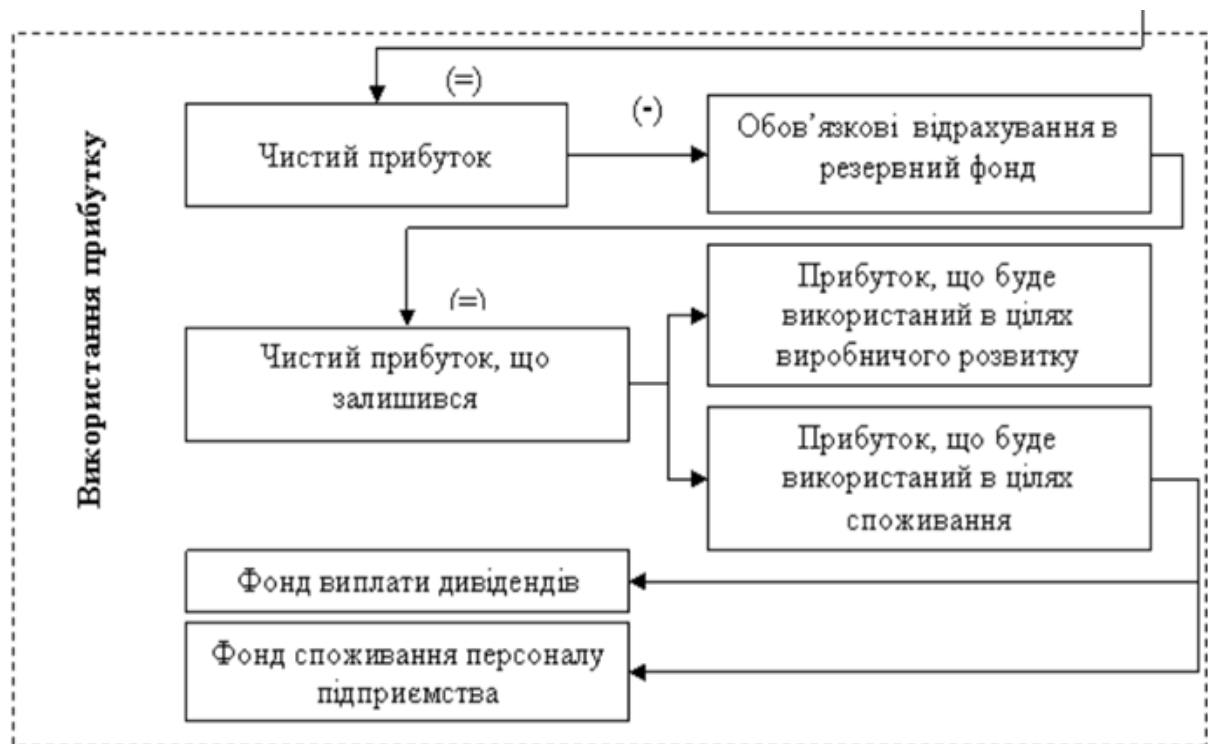 Використання прибутку
(=)
Чистий прибуток
(-)
Обов’язкові відрахування в
резервний фонд
(=)
Чистий прибуток, що
залишився
Прибуток, що буде
використаний в цілях
виробничого розвитку
Прибуток, що буде
використаний в цілях
споживання
Фонд виплати дивідендів
Фонд споживання персоналу
підприємства